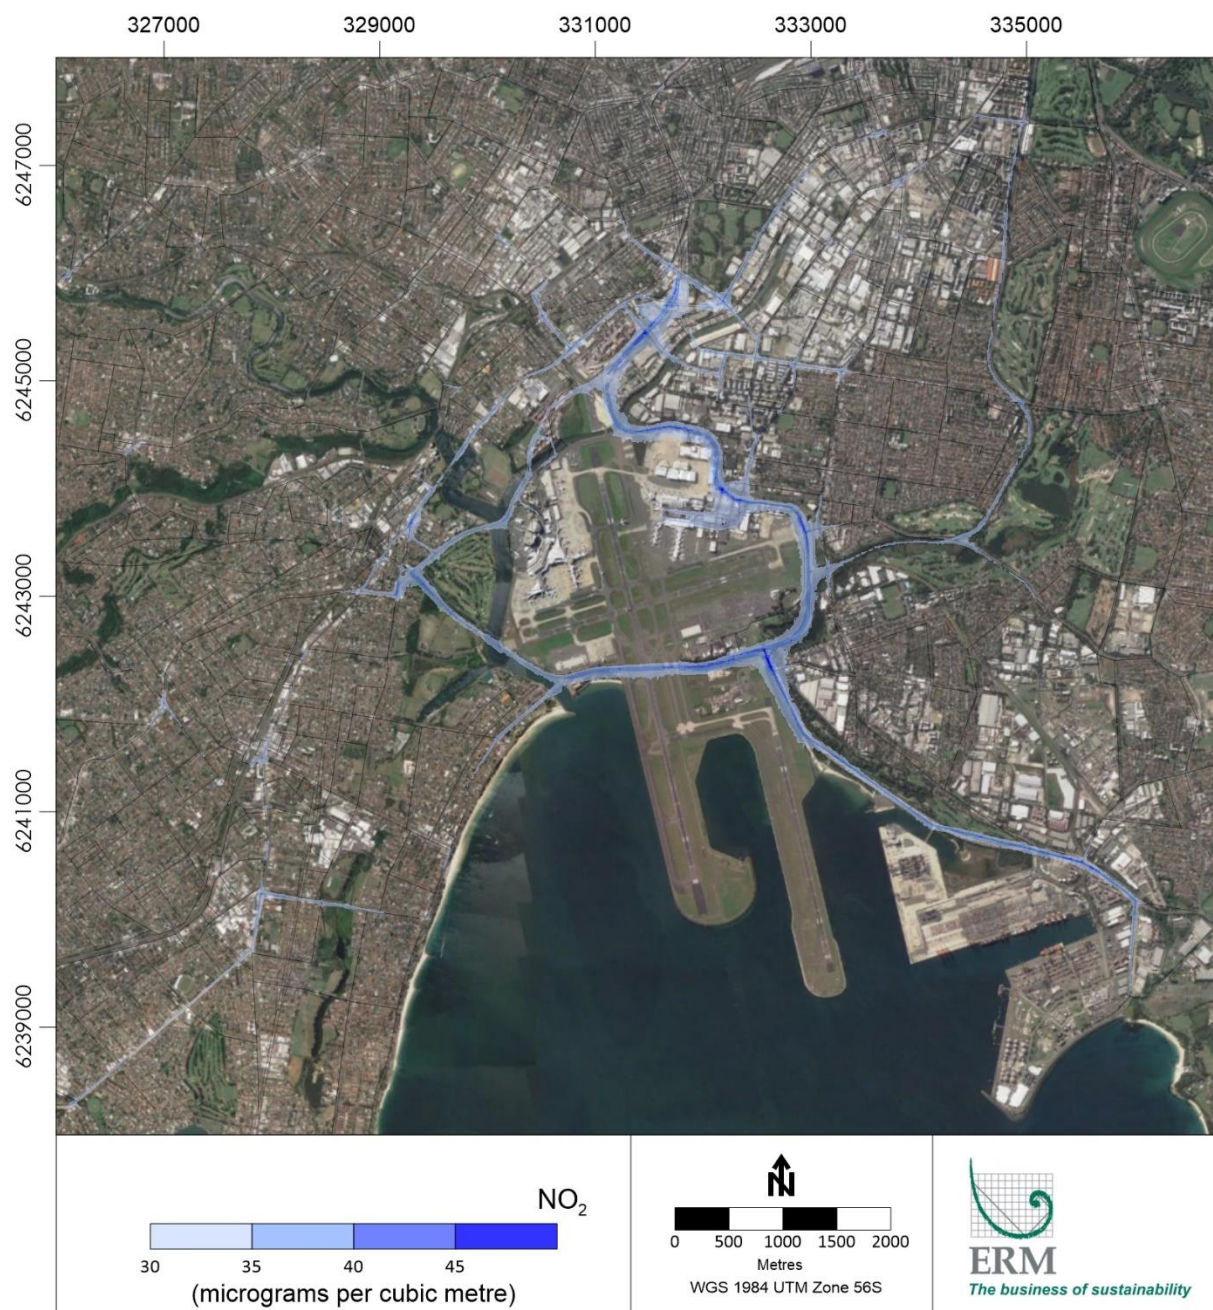 327000 329000 331000 333000 335000
6247000
6245000
6243000
6241000
6239000
NO₂
30 35 40 45
(micrograms per cubic metre)
N
0 500 1000 1500 2000
Metres
WGS 1984 UTM Zone 56S
ERM
The business of sustainability